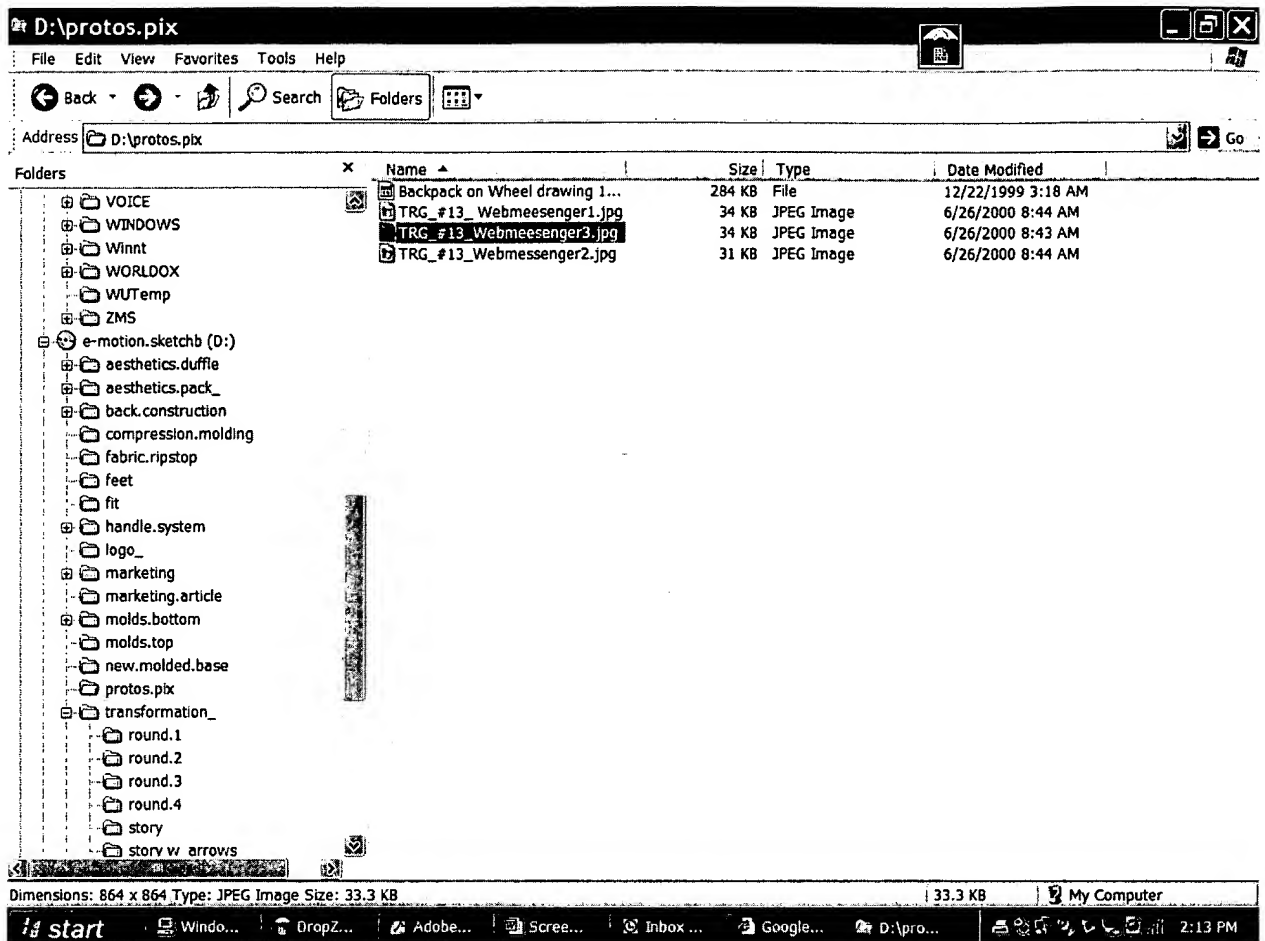 D:\protos.pix
File Edit View Favorites Tools Help
Back Search Folders
Address D:\protos.pix Go
Folders x
Name Size Type Date Modified
Backpack on Wheel drawing 1... 284 KB File 12/22/1999 3:18 AM
TRG_#13_ Webmeesenger1.jpg 34 KB JPEG Image 6/26/2000 8:44 AM
TRG_#13_Webmeesenger3.jpg 34 KB JPEG Image 6/26/2000 8:43 AM
TRG_#13_Webmessenger2.jpg 31 KB JPEG Image 6/26/2000 8:44 AM
VOICE
WINDOWS
Winnt
WORLDOX
WUTemp
ZMS
e-motion.sketchb (D:)
aesthetics.duffle
aesthetics.pack_
back.construction
compression.molding
fabric.ripstop
feet
fit
handle.system
logo_
marketing
marketing.article
molds.bottom
molds.top
new.molded.base
protos.pix
transformation_
round.1
round.2
round.3
round.4
story
story w arrows
Dimensions: 864 x 864 Type: JPEG Image Size: 33.3 KB 33.3 KB My Computer
start Windo... DropZ... Adobe... Scree... Inbox ... Google... D:\pro... 2:13 PM